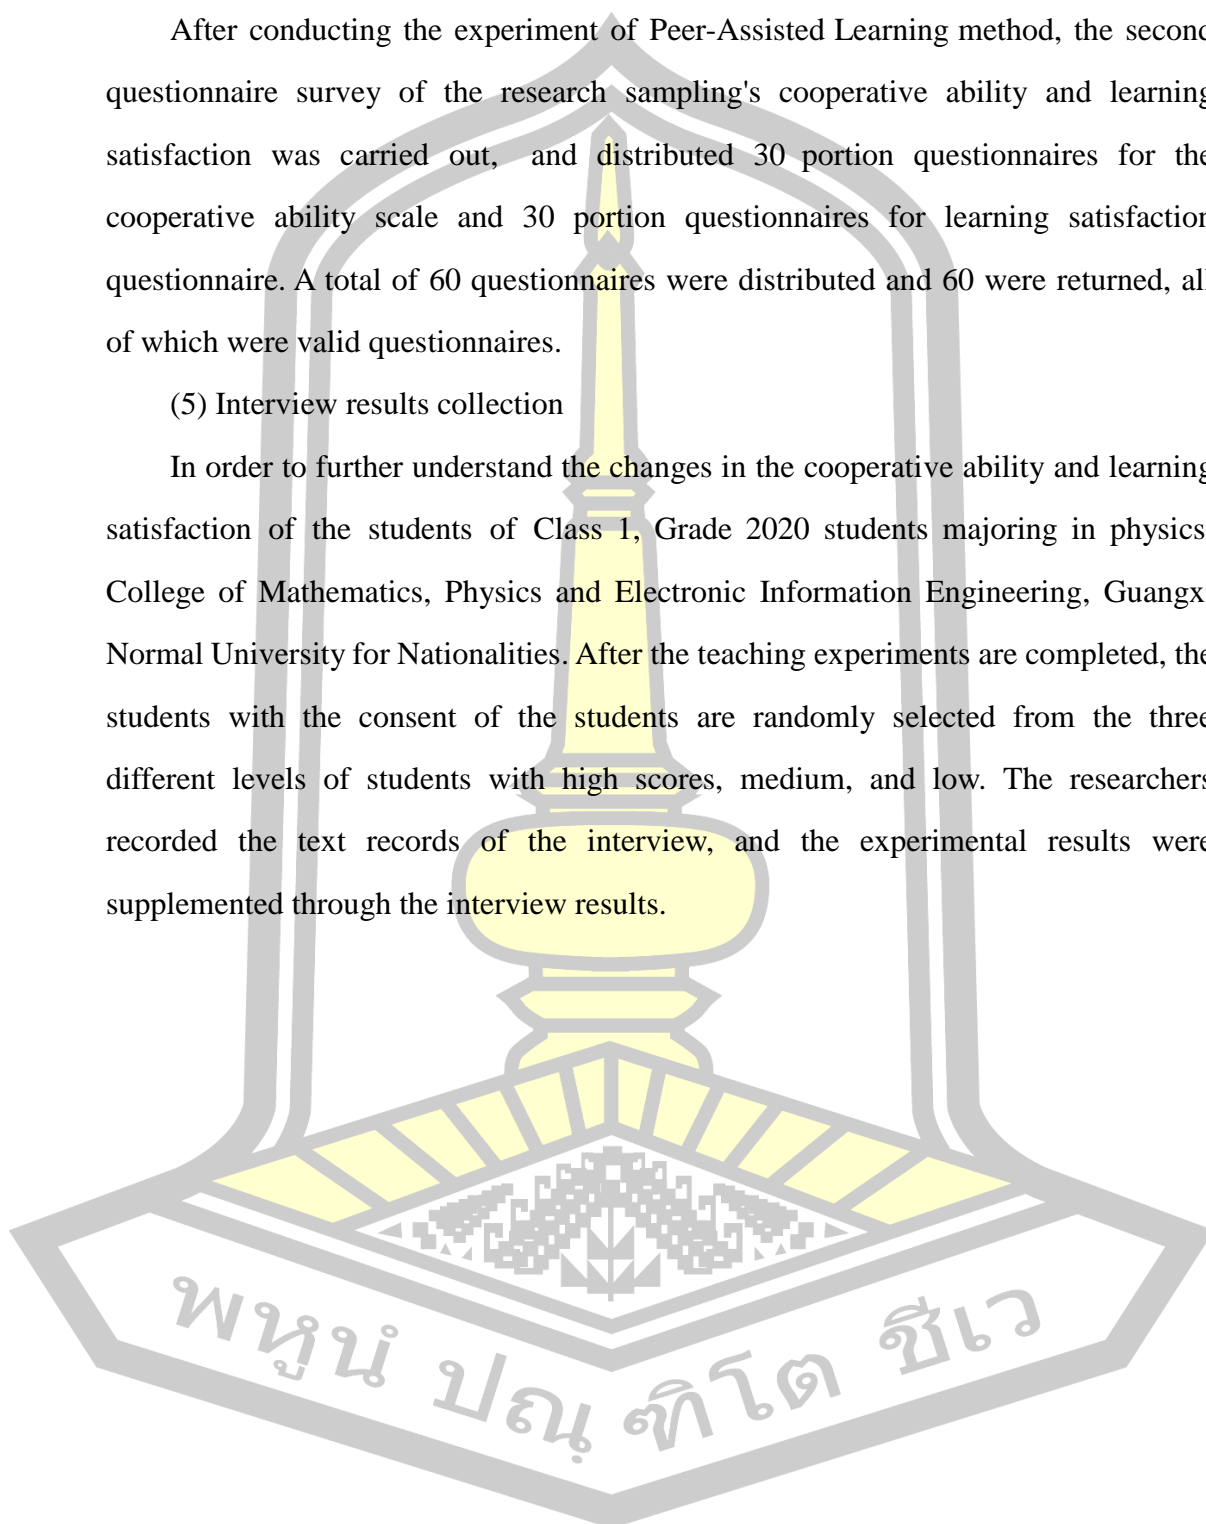 After conducting the experiment of Peer-Assisted Learning method, the second
questionnaire survey of the research sampling's cooperative ability and learning
satisfaction was carried out, and distributed 30 portion questionnaires for the
cooperative ability scale and 30 portion questionnaires for learning satisfaction
questionnaire. A total of 60 questionnaires were distributed and 60 were returned, all
of which were valid questionnaires.
(5) Interview results collection
In order to further understand the changes in the cooperative ability and learning
satisfaction of the students of Class 1, Grade 2020 students majoring in physics
College of Mathematics, Physics and Electronic Information Engineering, Guangx
Normal University for Nationalities. After the teaching experiments are completed, the
students with the consent of the students are randomly selected from the three
different levels of students with high scores, medium, and low. The researchers
recorded the text records of the interview, and the experimental results were
supplemented through the interview results.
พหูนํ ปณฺฑิโต ชีเว